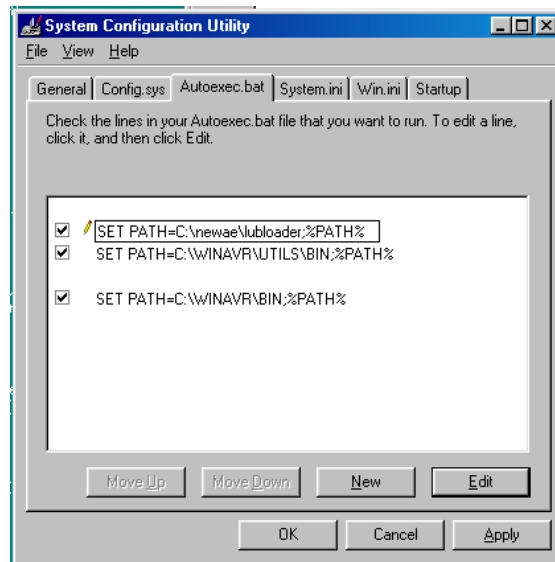 System Configuration Utility
File View Help
General Config.sys Autoexec.bat System.ini Win.ini Startup
Check the lines in your Autoexec.bat file that you want to run. To edit a line,
click it, and then click Edit.
SET PATH=C:\newae\lubloader;%PATH%
SET PATH=C:\WINAVR\UTILS\BIN;%PATH%
SET PATH=C:\WINAVR\BIN;%PATH%
Move Up Move Down New Edit
OK Cancel Apply